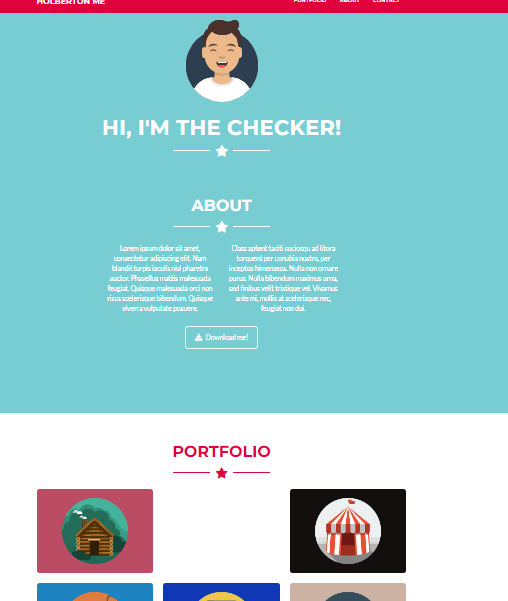 HOLBERTON ME
PORTFOLIO ABOUT CONTACT
HI, I'M THE CHECKER!
ABOUT
Lorem ipsum dolor sit amet,
consectetur adipiscing elit. Nam
blandit turpis iaculis nisl pharetra
auctor. Phasellus mattis malesuada
feugiat. Quisque malesuada orci non
risus scelerisque bibendum. Quisque
viverra vulputate posuere.
Class aptent taciti sociosqu ad litora
torquent per conubia nostra, per
inceptos himenaeos. Nulla non ornare
purus. Nulla bibendum maximus urna,
sed finibus velit tristique vel. Vivamus
ante mi, mollis at scelerisque nec,
feugiat non dui.
Download me!
PORTFOLIO